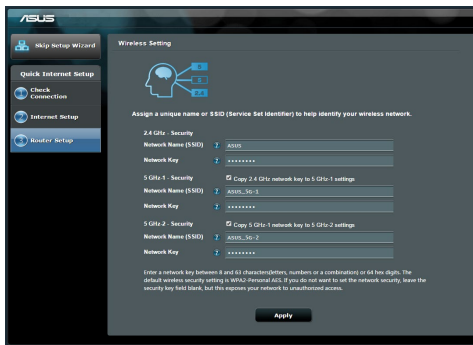 ASUS
Skip Setup Wizard
Quick Internet Setup
1 Check
Connection
2 Internet Setup
3 Router Setup
Wireless Setting
5
5
2.4
Assign a unique name or SSID (Service Set Identifier) to help identify your wireless network.
2.4 GHz - Security
Network Name (SSID) ? ASUS
Network Key ? ••••••••
5 GHz-1 - Security Copy 2.4 GHz network key to 5 GHz-1 settings
Network Name (SSID) ? ASUS_5G-1
Network Key ? ••••••••
5 GHz-2 - Security Copy 5 GHz-1 network key to 5 GHz-2 settings
Network Name (SSID) ? ASUS_5G-2
Network Key ? ••••••••
Enter a network key between 8 and 63 characters(letters, numbers or a combination) or 64 hex digits. The
default wireless security setting is WPA2-Personal AES. If you do not want to set the network security, leave the
security key field blank, but this exposes your network to unauthorized access.
Apply